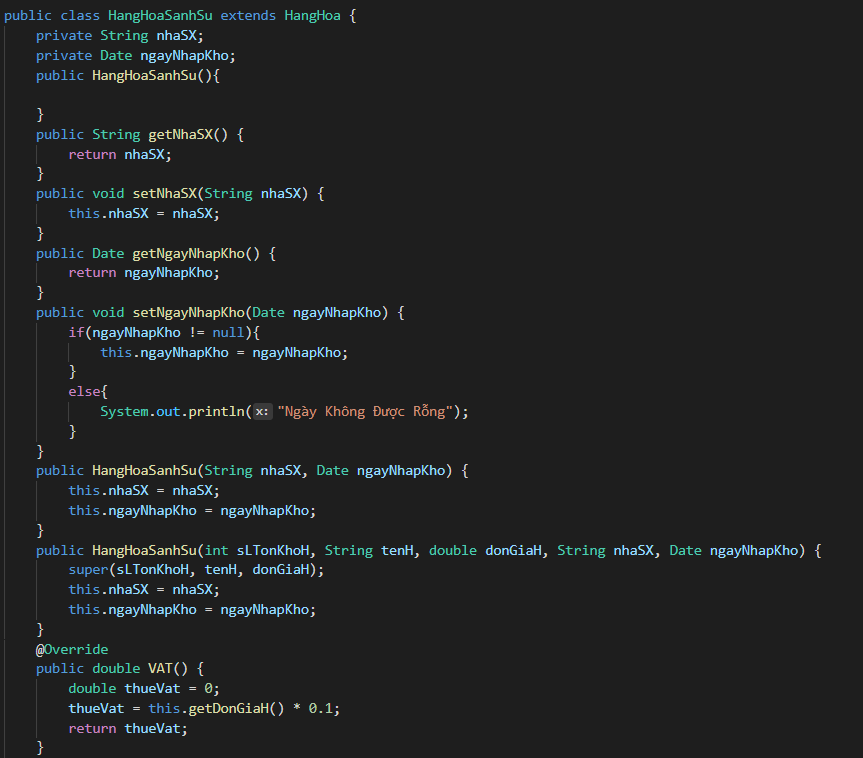 public class HangHoaSanhSu extends HangHoa {
    private String nhaSX;
    private Date ngayNhapKho;
    public HangHoaSanhSu(){

    }
    public String getNhaSX() {
        return nhaSX;
    }
    public void setNhaSX(String nhaSX) {
        this.nhaSX = nhaSX;
    }
    public Date getNgayNhapKho() {
        return ngayNhapKho;
    }
    public void setNgayNhapKho(Date ngayNhapKho) {
        if(ngayNhapKho != null){
            this.ngayNhapKho = ngayNhapKho;
        }
        else{
            System.out.println(x: "Ngày Không Được Rỗng");
        }
    }
    public HangHoaSanhSu(String nhaSX, Date ngayNhapKho) {
        this.nhaSX = nhaSX;
        this.ngayNhapKho = ngayNhapKho;
    }
    public HangHoaSanhSu(int sLTonKhoH, String tenH, double donGiaH, String nhaSX, Date ngayNhapKho) {
        super(sLTonKhoH, tenH, donGiaH);
        this.nhaSX = nhaSX;
        this.ngayNhapKho = ngayNhapKho;
    }
    @Override
    public double VAT() {
        double thueVat = 0;
        thueVat = this.getDonGiaH() * 0.1;
        return thueVat;
    }